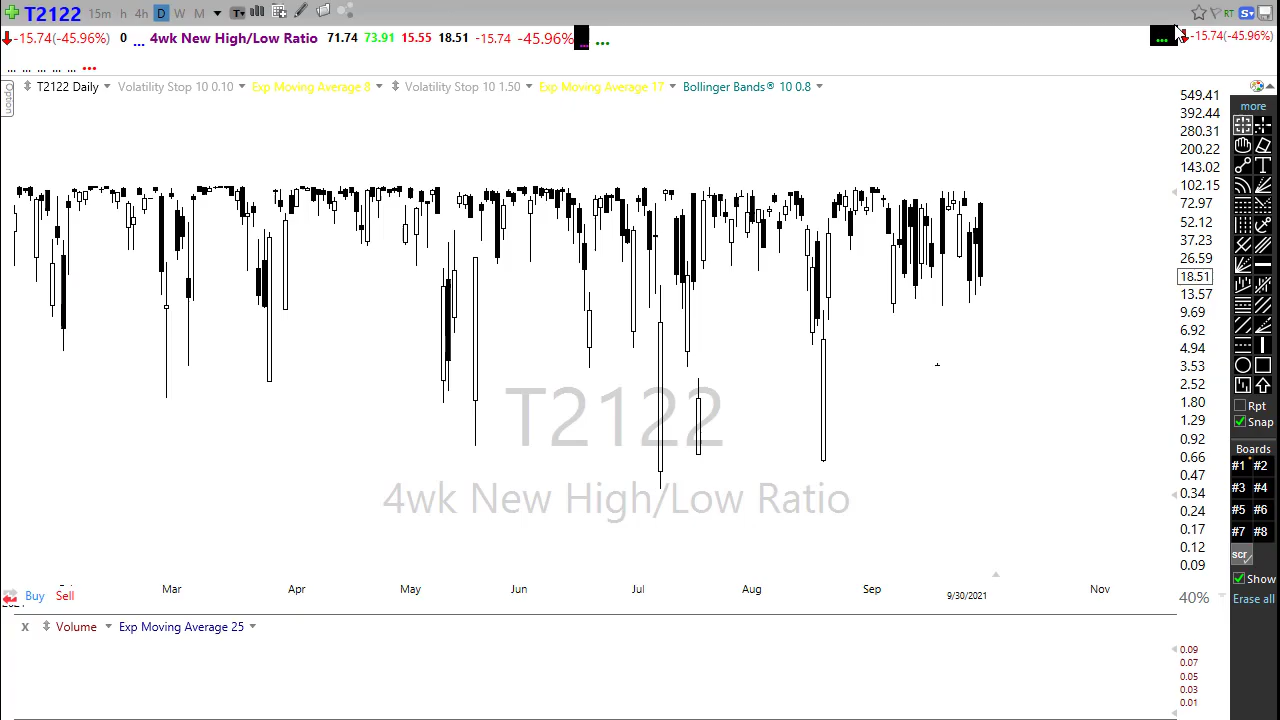 T2122 15m h 4h D W M T RT S
-15.74(-45.96%) 0 ... 4wk New High/Low Ratio 71.74 73.91 15.55 18.51 -15.74 -45.96% ... ... ... -15.74(-45.96%)
... ... ... ... ... ...
Option
T2122 Daily Volatility Stop 10 0.10 Exp Moving Average 8 Volatility Stop 10 1.50 Exp Moving Average 17 Bollinger Bands® 10 0.8
549.41
392.44
280.31
200.22
143.02
102.15
72.97
52.12
37.23
26.59
18.51
13.57
9.69
6.92
4.94
3.53
2.52
1.80
1.29
0.92
0.66
0.47
0.34
0.24
0.17
0.12
0.09
more
T
Rpt
Snap
Boards
#1 #2
#3 #4
#5 #6
#7 #8
scr
Show
Erase all
T2122
4wk New High/Low Ratio
Mar Apr May Jun Jul Aug Sep 9/30/2021 Nov
Buy Sell 40%
X Volume Exp Moving Average 25
0.09
0.07
0.05
0.03
0.01